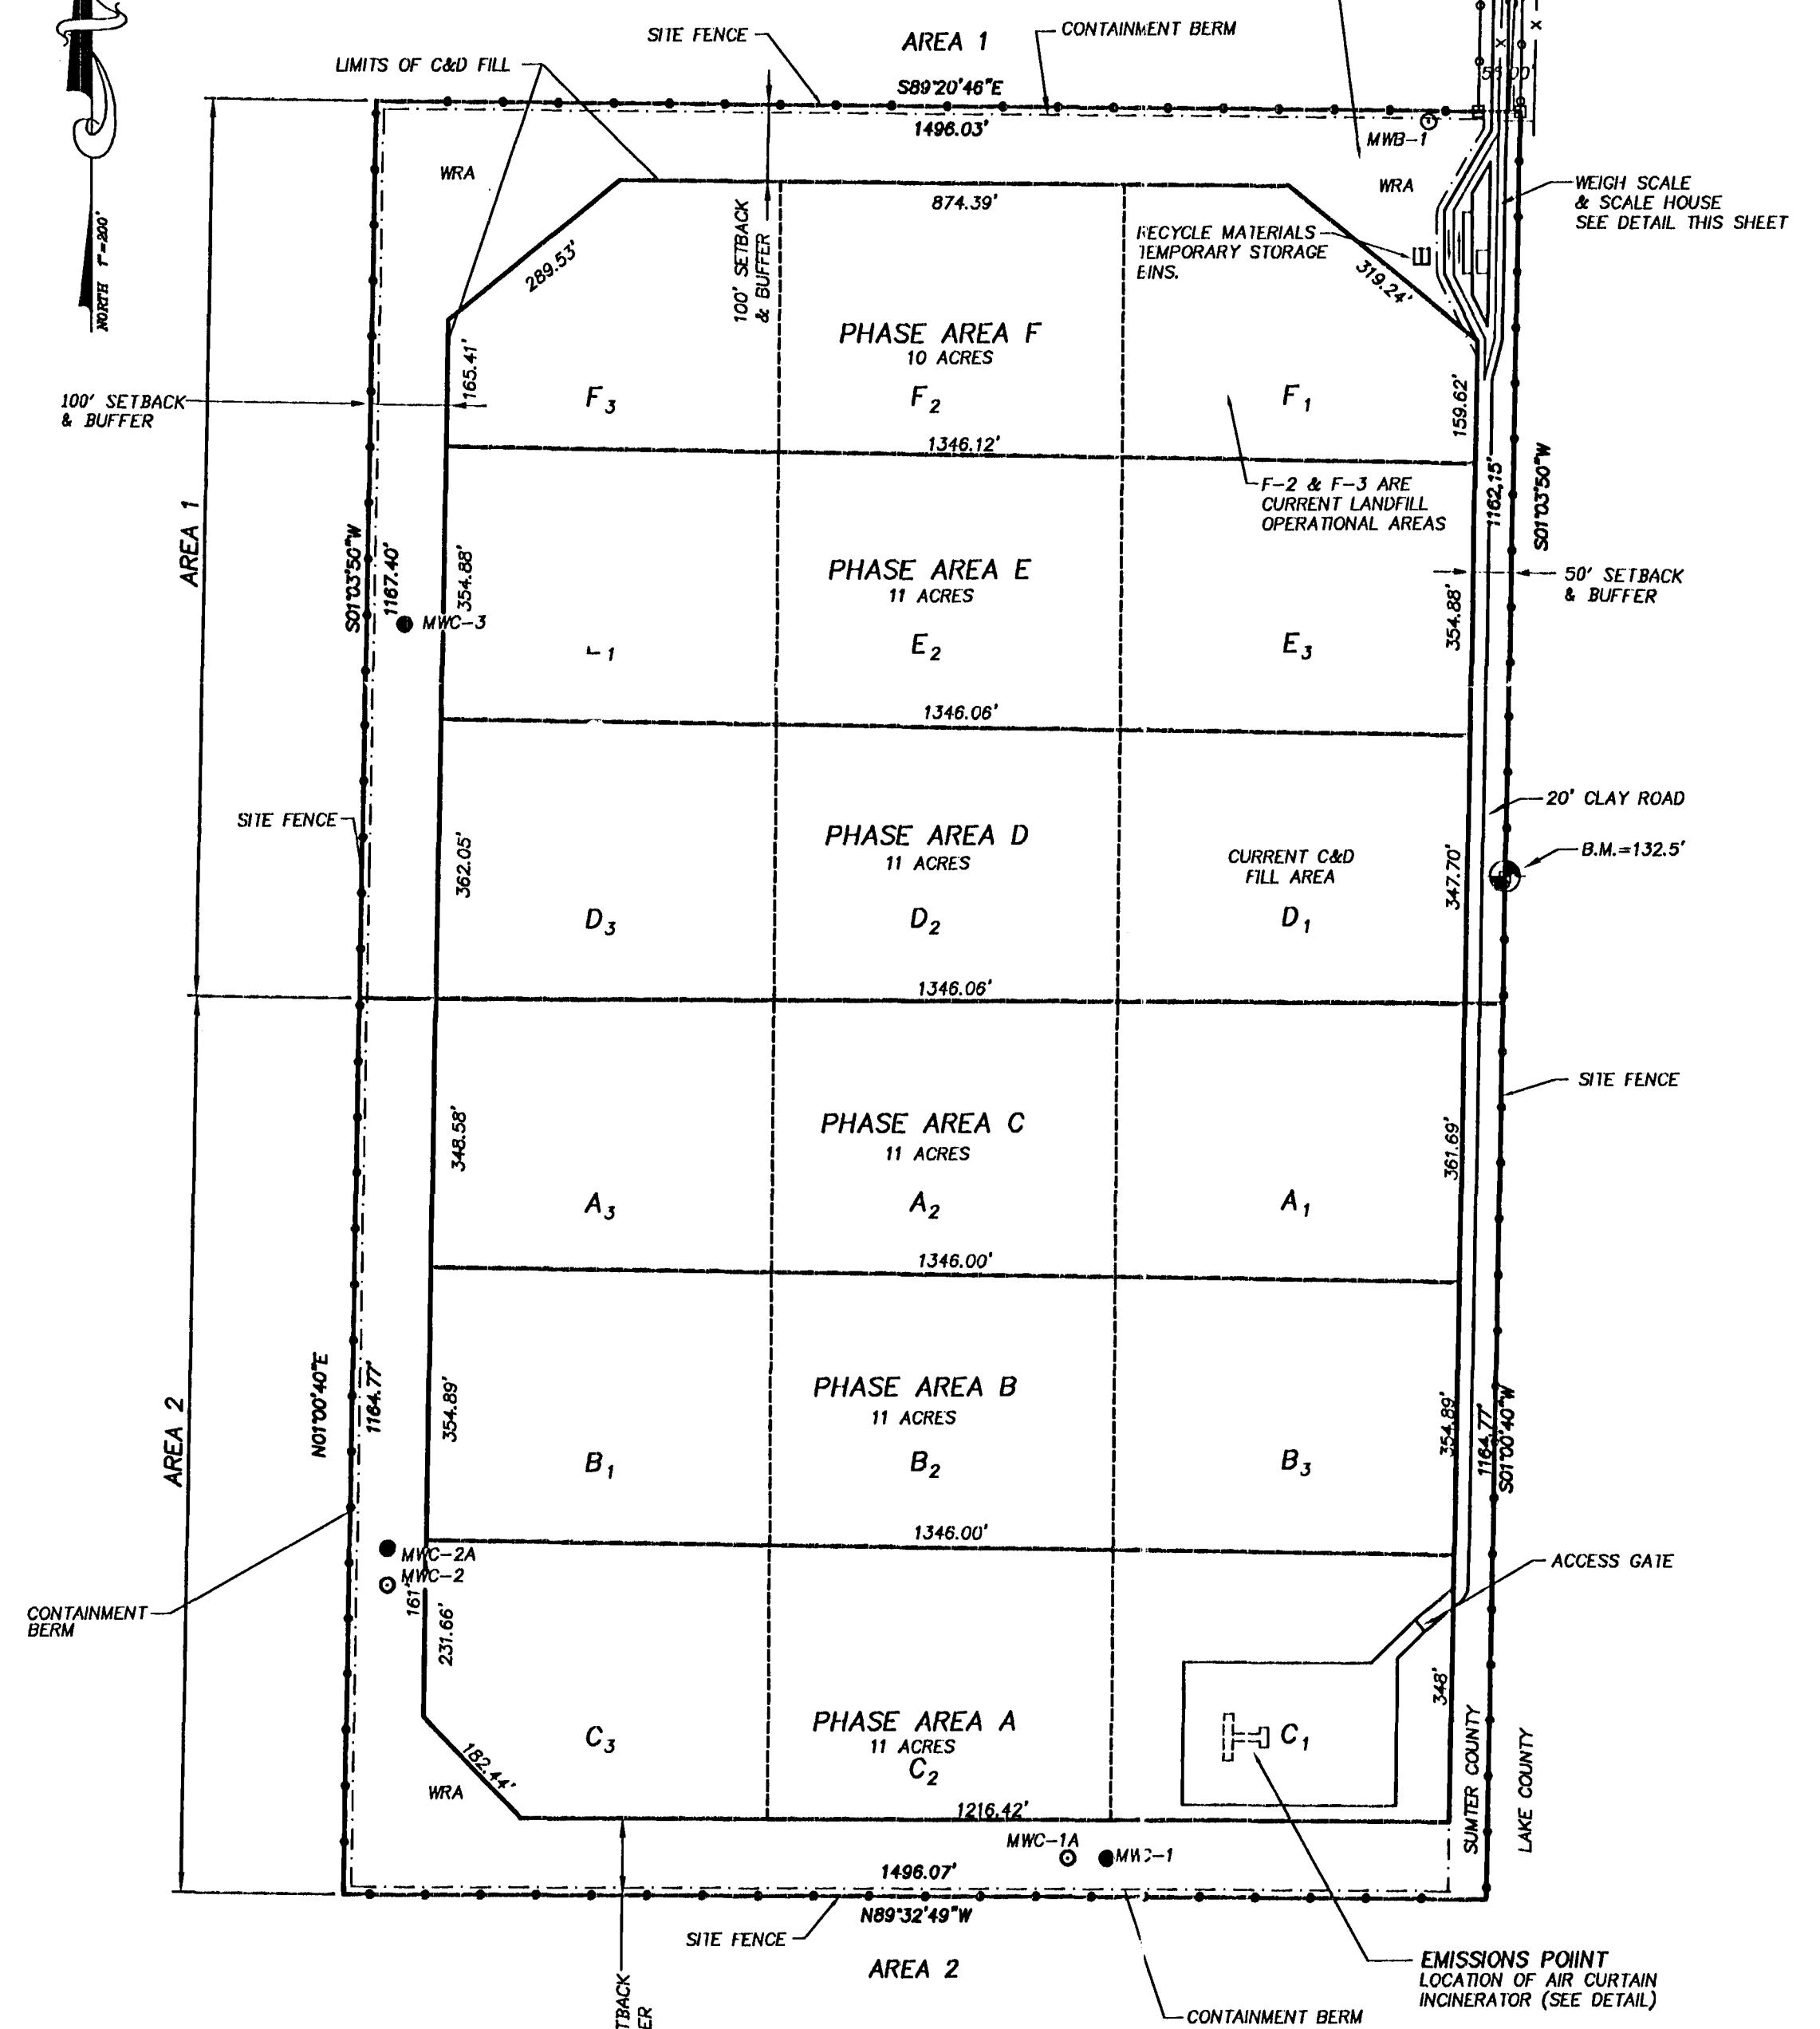 SITE FENCE
AREA 1
CONTAINMENT BERM
LIMITS OF C&D FILL
S89°20'46"E
1496.03'
MWB-1
WRA
WRA
WEIGH SCALE
& SCALE HOUSE
SEE DETAIL THIS SHEET
NORTH 1"=200'
874.39'
100' SETBACK
& BUFFER
289.53'
RECYCLE MATERIALS
TEMPORARY STORAGE
BINS.
319.24'
PHASE AREA F
10 ACRES
165.41'
159.62'
100' SETBACK
& BUFFER
F3
F2
F1
1346.12'
F-2 & F-3 ARE
CURRENT LANDFILL
OPERATIONAL AREAS
1162.15'
S01°03'50"W
AREA 1
S01°03'50"W
1167.40'
354.88'
MWC-3
PHASE AREA E
11 ACRES
354.88'
50' SETBACK
& BUFFER
1
E2
E3
1346.06'
SITE FENCE
362.05'
PHASE AREA D
11 ACRES
CURRENT C&D
FILL AREA
347.70'
20' CLAY ROAD
B.M.=132.5'
D3
D2
D1
1346.06'
SITE FENCE
348.58'
PHASE AREA C
11 ACRES
361.69'
A3
A2
A1
1346.00'
AREA 2
N01°00'40"E
1164.77'
354.89'
PHASE AREA B
11 ACRES
354.89'
1164.77'
S01°00'40"W
B1
B2
B3
1346.00'
MWC-2A
MWC-2
161'
231.66'
ACCESS GATE
CONTAINMENT
BERM
348'
PHASE AREA A
11 ACRES
C3
C2
C1
182.44'
WRA
1216.42'
SUMTER COUNTY
LAKE COUNTY
MWC-1A
MWC-1
1496.07'
N89°32'49"W
SITE FENCE
AREA 2
EMISSIONS POIINT
LOCATION OF AIR CURTAIN
INCINERATOR (SEE DETAIL)
CONTAINMENT BERM
TBACK
ER